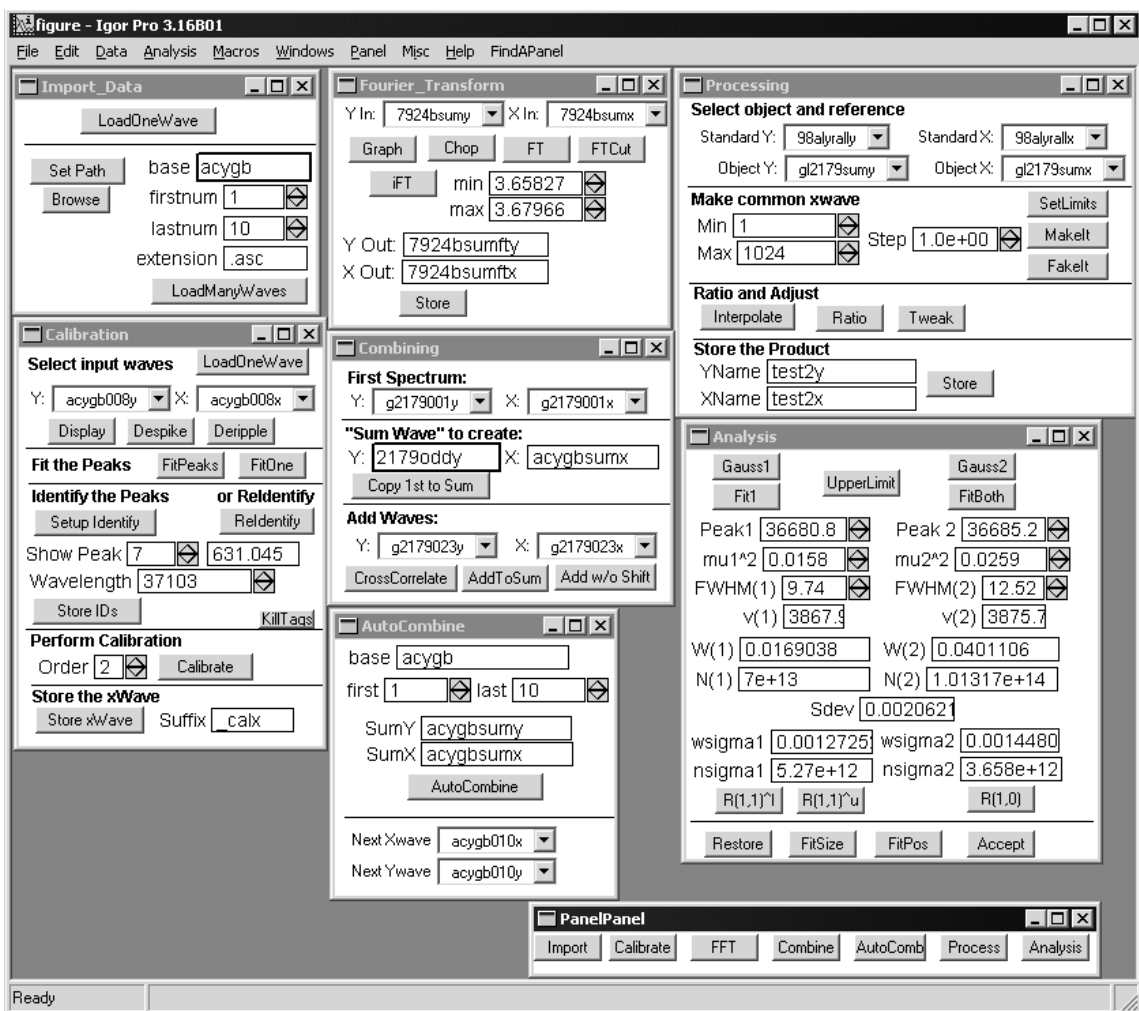 figure - Igor Pro 3.16B01
File Edit Data Analysis Macros Windows Panel Misc Help FindAPanel
Import_Data
LoadOneWave
Set Path base acygb
Browse firstnum 1
lastnum 10
extension .asc
LoadManyWaves
Fourier_Transform
Y In: 7924bsumy X In: 7924bsumx
Graph Chop FT FTCut
iFT min 3.65827
max 3.67966
Y Out: 7924bsumfty
X Out: 7924bsumftx
Store
Processing
Select object and reference
Standard Y: 98alyrally Standard X: 98alyrallx
Object Y: gl2179sumy Object X: gl2179sumx
Make common xwave SetLimits
Min 1 Step 1.0e+00 MakeIt
Max 1024
FakeIt
Ratio and Adjust
Interpolate Ratio Tweak
Store the Product
YName test2y Store
XName test2x
Calibration
Select input waves LoadOneWave
Y: acygb008y X: acygb008x
Display Despike Deripple
Fit the Peaks FitPeaks FitOne
Identify the Peaks or ReIdentify
Setup Identify ReIdentify
Show Peak 7 631.045
Wavelength 37103
Store IDs KillTags
Perform Calibration
Order 2 Calibrate
Store the xWave
Store xWave Suffix _calx
Combining
First Spectrum:
Y: g2179001y X: g2179001x
"Sum Wave" to create:
Y: 2179oddy X: acygbsumx
Copy 1st to Sum
Add Waves:
Y: g2179023y X: g2179023x
CrossCorrelate AddToSum Add w/o Shift
AutoCombine
base acygb
first 1 last 10
SumY acygbsumy
SumX acygbsumx
AutoCombine
Next Xwave acygb010x
Next Ywave acygb010y
Analysis
Gauss1 UpperLimit Gauss2
Fit1 FitBoth
Peak1 36680.8 Peak 2 36685.2
mu1^2 0.0158 mu2^2 0.0259
FWHM(1) 9.74 FWHM(2) 12.52
v(1) 3867.9 v(2) 3875.7
W(1) 0.0169038 W(2) 0.0401106
N(1) 7e+13 N(2) 1.01317e+14
Sdev 0.0020621
wsigma1 0.0012725 wsigma2 0.0014480
nsigma1 5.27e+12 nsigma2 3.658e+12
R(1,1)^l R(1,1)^u R(1,0)
Restore FitSize FitPos Accept
PanelPanel
Import Calibrate FFT Combine AutoComb Process Analysis
Ready